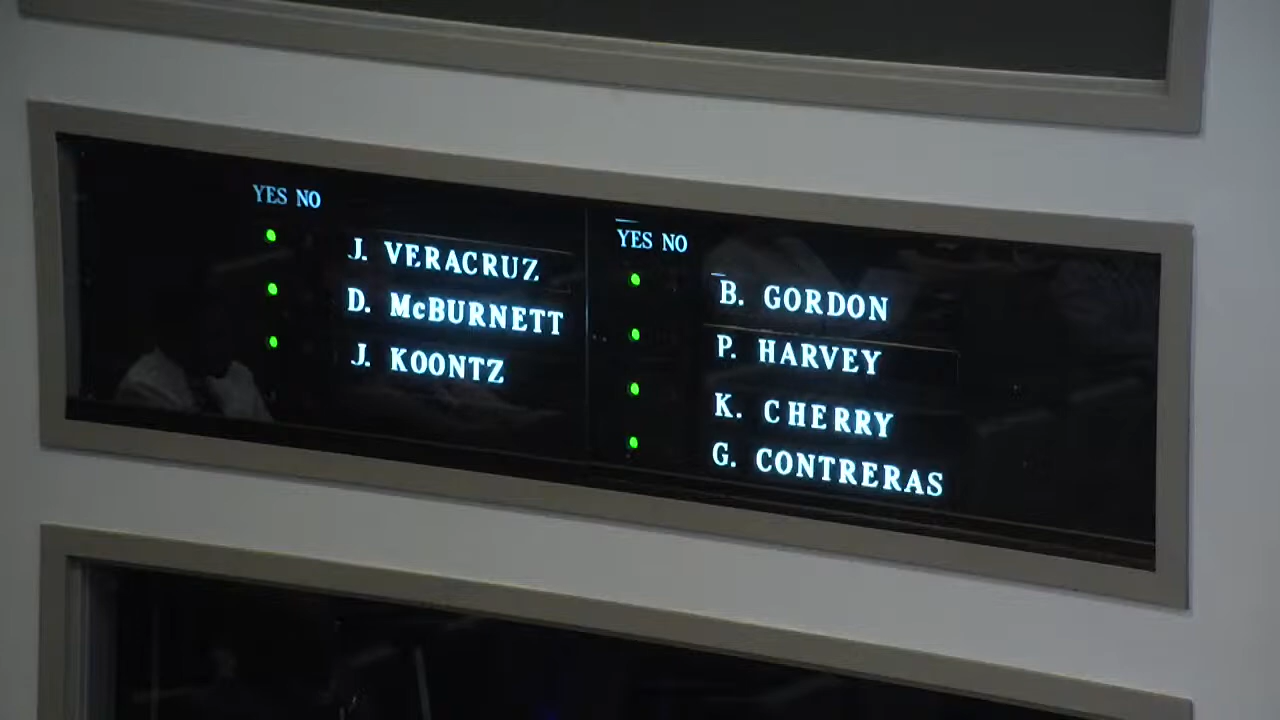 YES NO
J. VERACRUZ
D. McBURNETT
J. KOONTZ
YES NO
B. GORDON
P. HARVEY
K. CHERRY
G. CONTRERAS